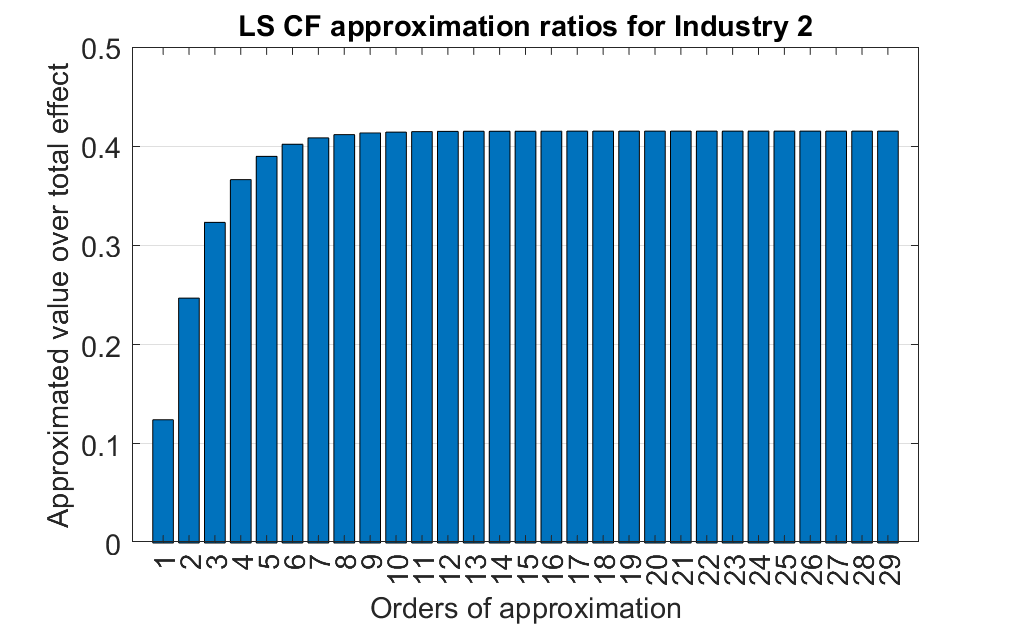 LS CF approximation ratios for Industry 2
Approximated value over total effect
0.5
0.4
0.3
0.2
0.1
0
1 2 3 4 5 6 7 8 9 10 11 12 13 14 15 16 17 18 19 20 21 22 23 24 25 26 27 28 29
Orders of approximation